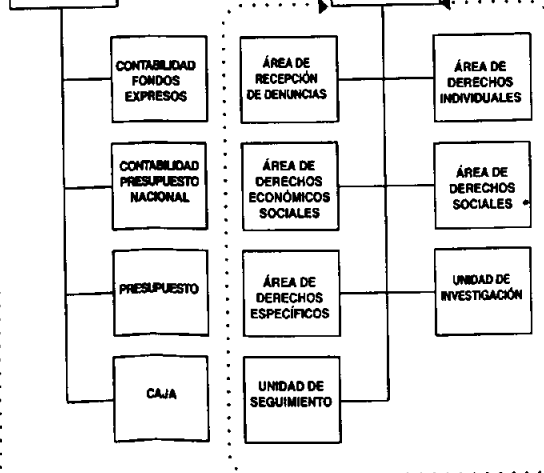 CONTABILIDAD
FONDOS
EXPRESOS
CONTABILIDAD
PRESUPUESTO
NACIONAL
PRESUPUESTO
CAJA
ÁREA DE
RECEPCIÓN
DE DENUNCIAS
ÁREA DE
DERECHOS
ECONÓMICOS
SOCIALES
ÁREA DE
DERECHOS
ESPECÍFICOS
UNIDAD DE
SEGUIMIENTO
ÁREA DE
DERECHOS
INDIVIDUALES
ÁREA DE
DERECHOS
SOCIALES
UNIDAD DE
INVESTIGACIÓN